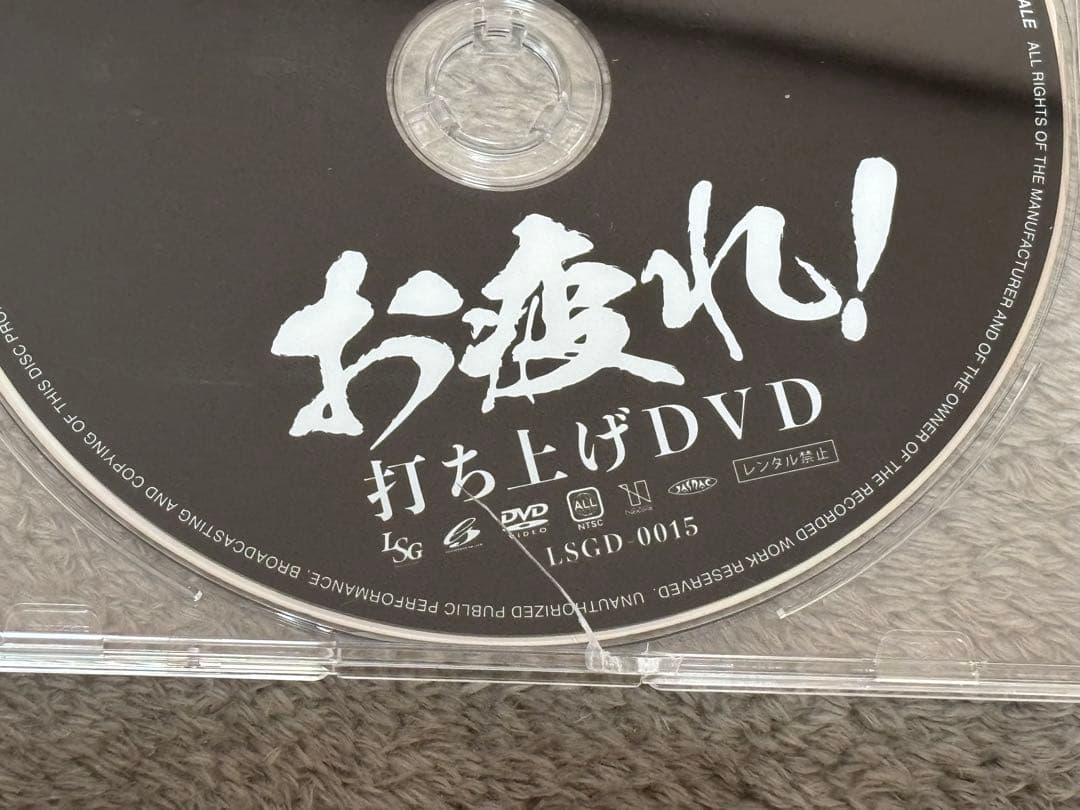 お疲れ!
打ち上げDVD
レンタル禁止
LSG
DVD
VIDEO
ALL
NTSC
JASRAC
LSGD-0015
ALE ALL RIGHTS OF THE MANUFACTURER AND OF THE OWNER OF THE RECORDED WORK RESERVED. UNAUTHORIZED PUBLIC PERFORMANCE, BROADCASTING AND COPYING OF THIS DISC PRO